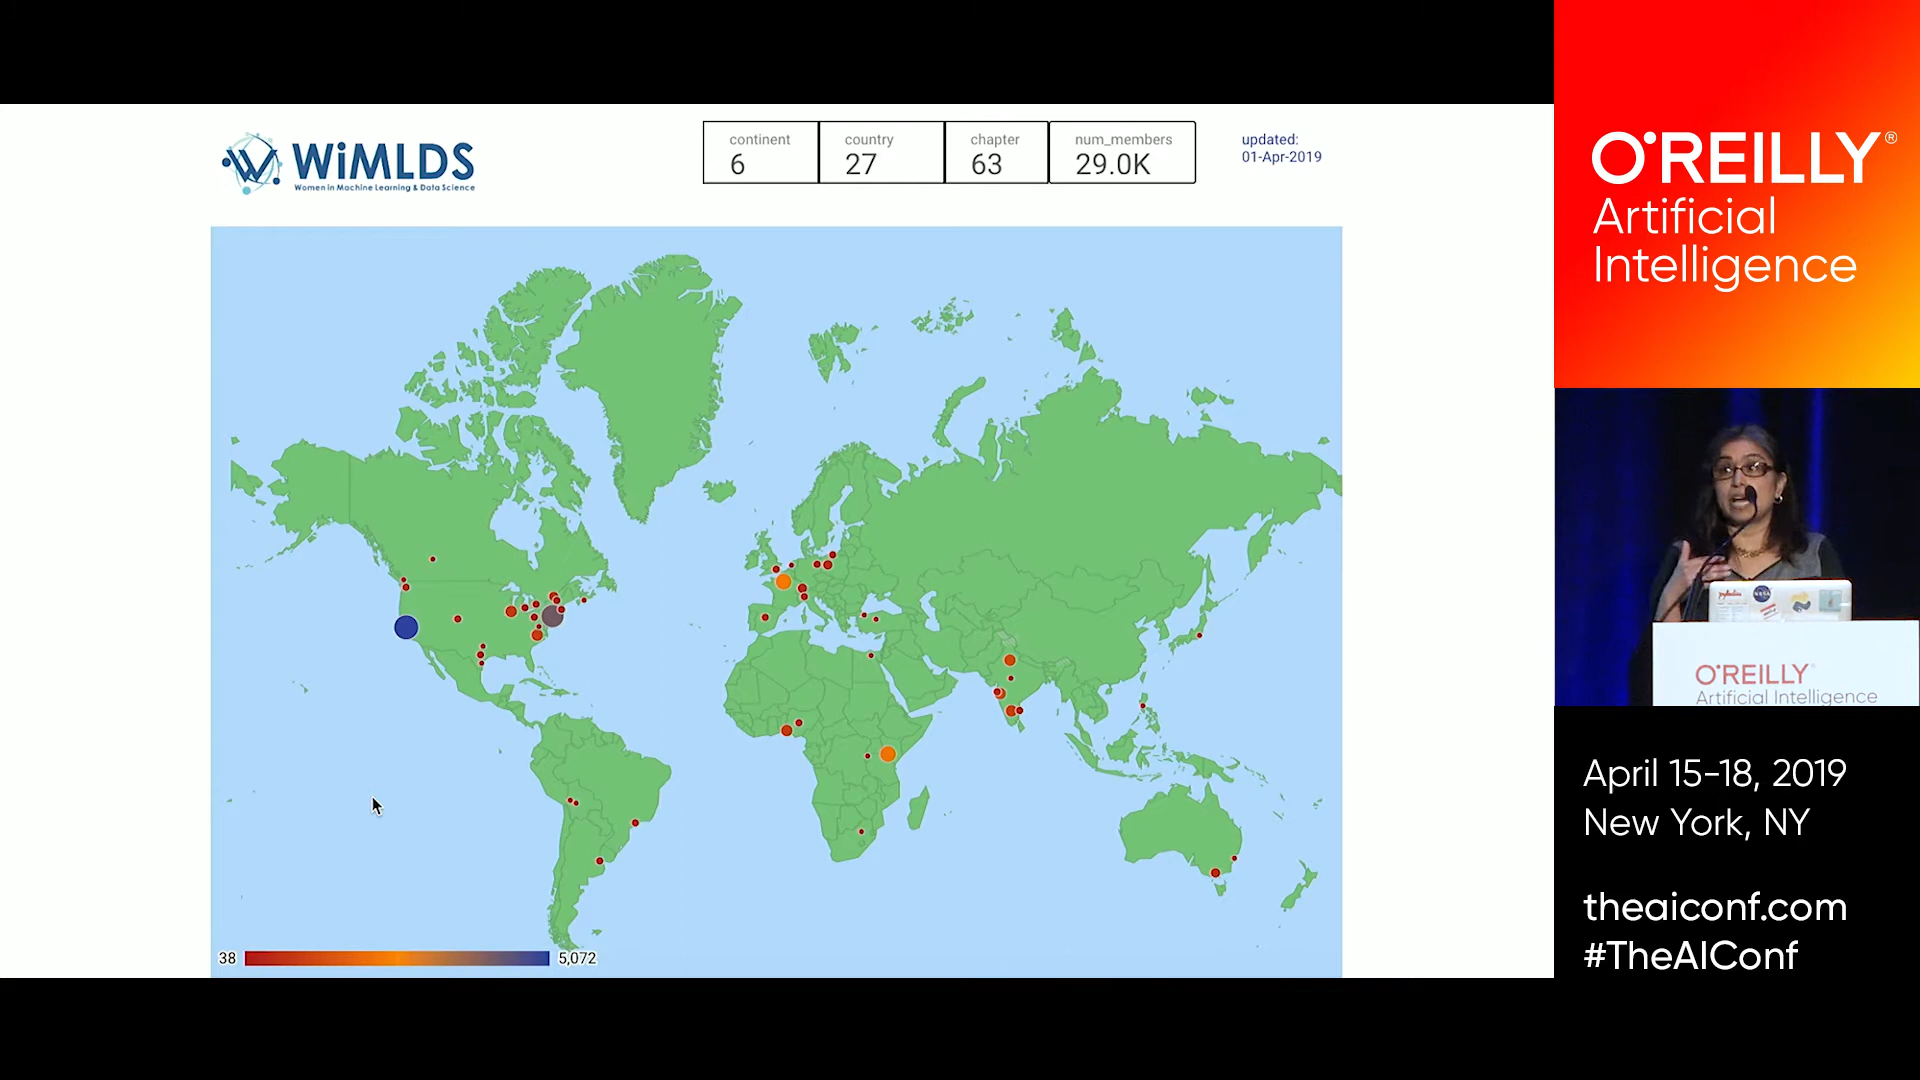 WiMLDS
Women in Machine Learning & Data Science
continent
6
country
27
chapter
63
num_members
29.0K
updated:
01-Apr-2019
38
5,072
O'REILLY®
Artificial
Intelligence
NASA
O'REILLY®
Artificial Intelligence
April 15-18, 2019
New York, NY
theaiconf.com
#TheAIConf